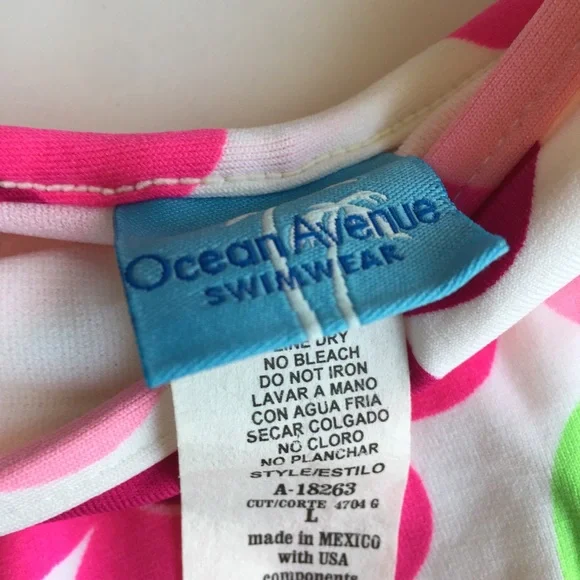 Ocean Avenue
SWIMWEAR
LINE DRY
NO BLEACH
DO NOT IRON
LAVAR A MANO
CON AGUA FRIA
SECAR COLGADO
NO CLORO
NO PLANCHAR
STYLE/ESTILO
A-18263
CUT/CORTE 4704 G
L
made in MEXICO
with USA
components